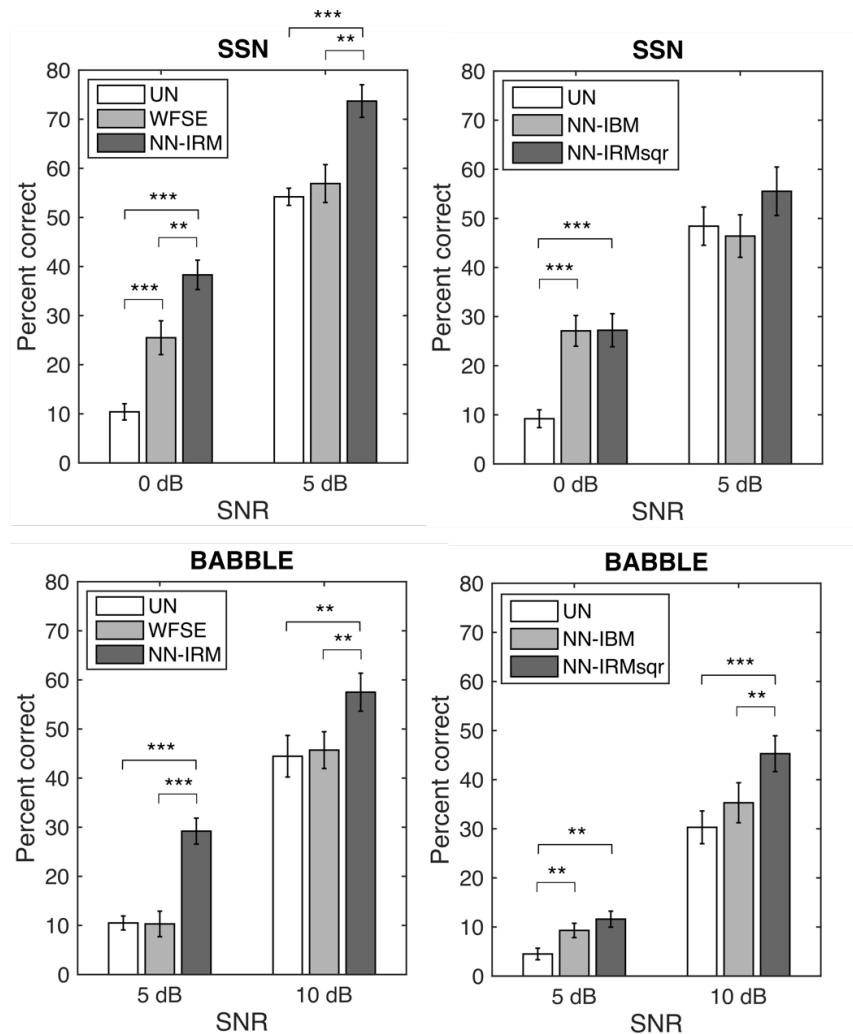 SSN
UN
WFSE
NN-IRM
Percent correct
80
70
60
50
40
30
20
10
0
***
**
***
***
**
0 dB
5 dB
SNR
SSN
UN
NN-IBM
NN-IRMsqr
Percent correct
80
70
60
50
40
30
20
10
0
***
***
0 dB
5 dB
SNR
BABBLE
UN
WFSE
NN-IRM
Percent correct
80
70
60
50
40
30
20
10
0
***
***
**
**
5 dB
10 dB
SNR
BABBLE
UN
NN-IBM
NN-IRMsqr
Percent correct
80
70
60
50
40
30
20
10
0
**
**
***
**
5 dB
10 dB
SNR